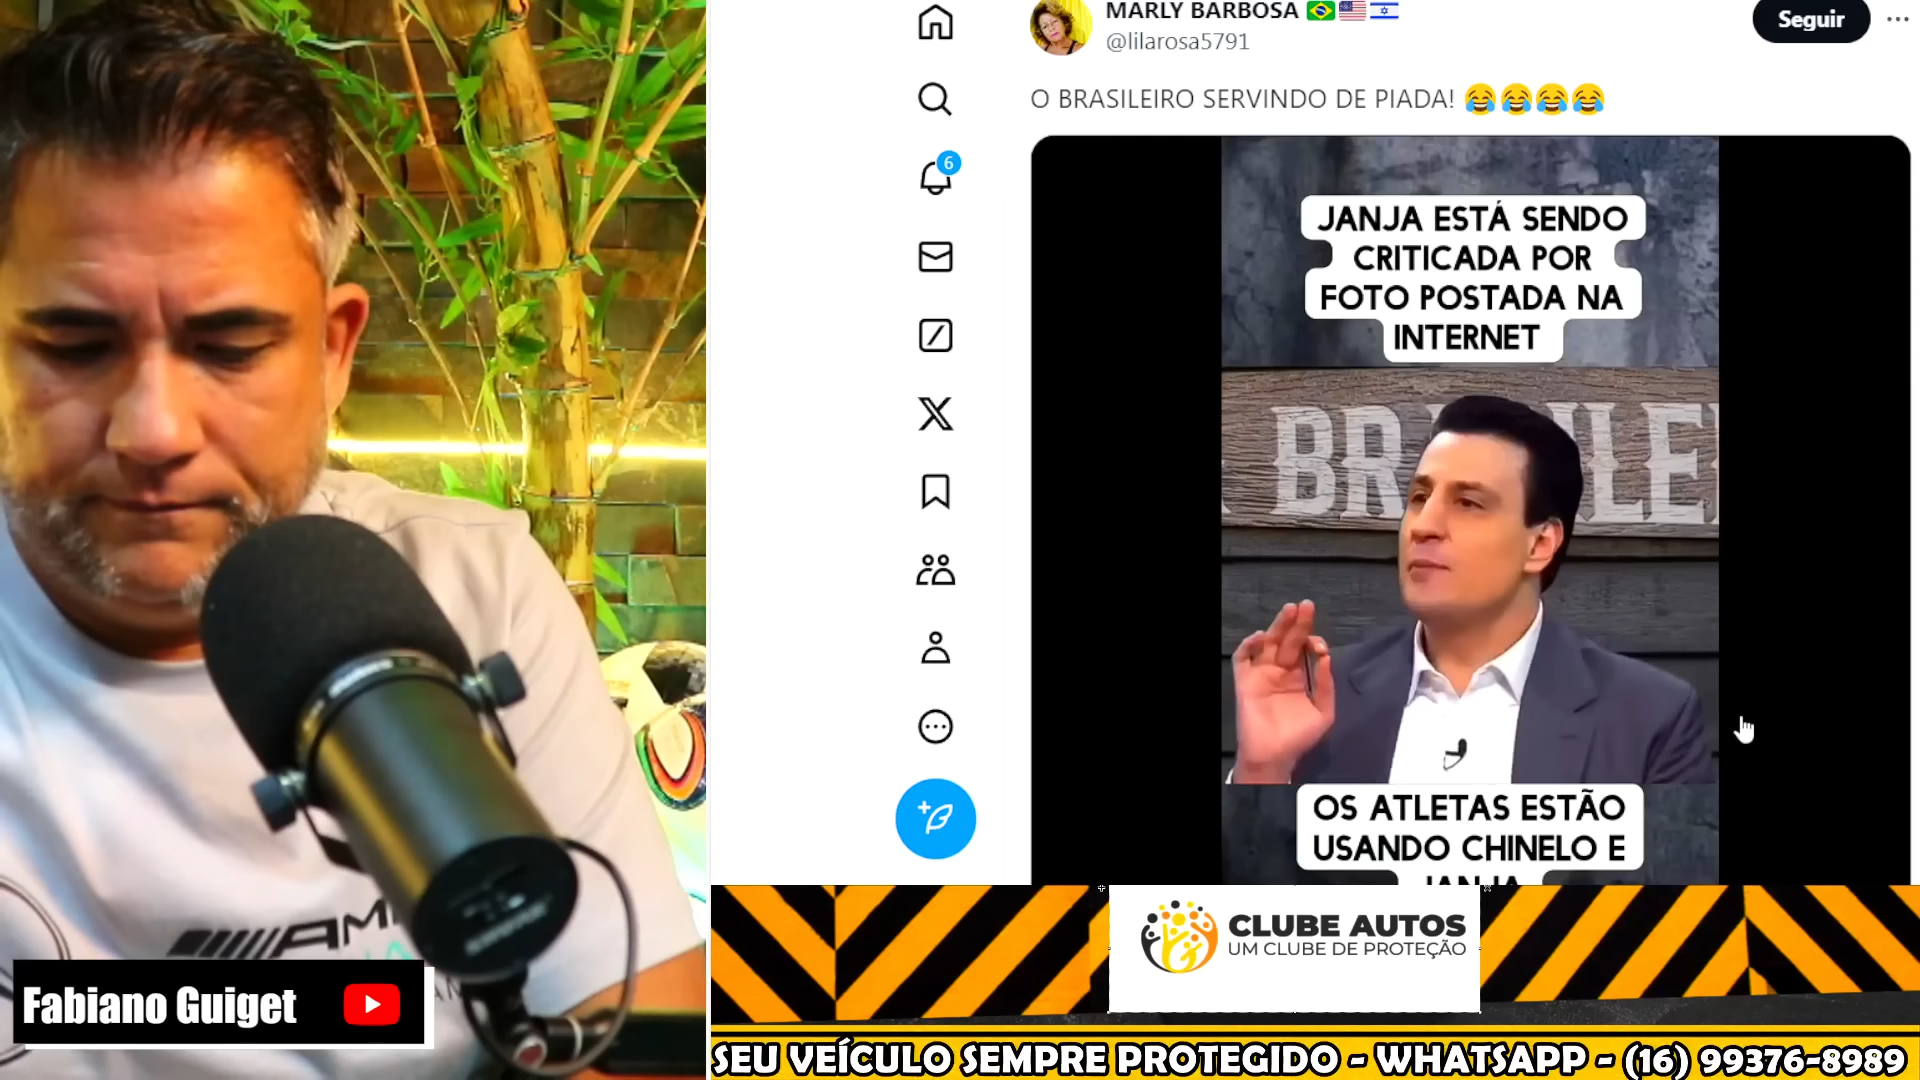 MARLY BARBOSA
@lilarosa5791
Seguir
6
O BRASILEIRO SERVINDO DE PIADA!
JANJA ESTÁ SENDO
CRITICADA POR
FOTO POSTADA NA
INTERNET
OS ATLETAS ESTÃO
USANDO CHINELO E
JANJA
Fabiano Guiget
CLUBE AUTOS
UM CLUBE DE PROTEÇÃO
SEU VEÍCULO SEMPRE PROTEGIDO - WHATSAPP - (16) 99376-8989